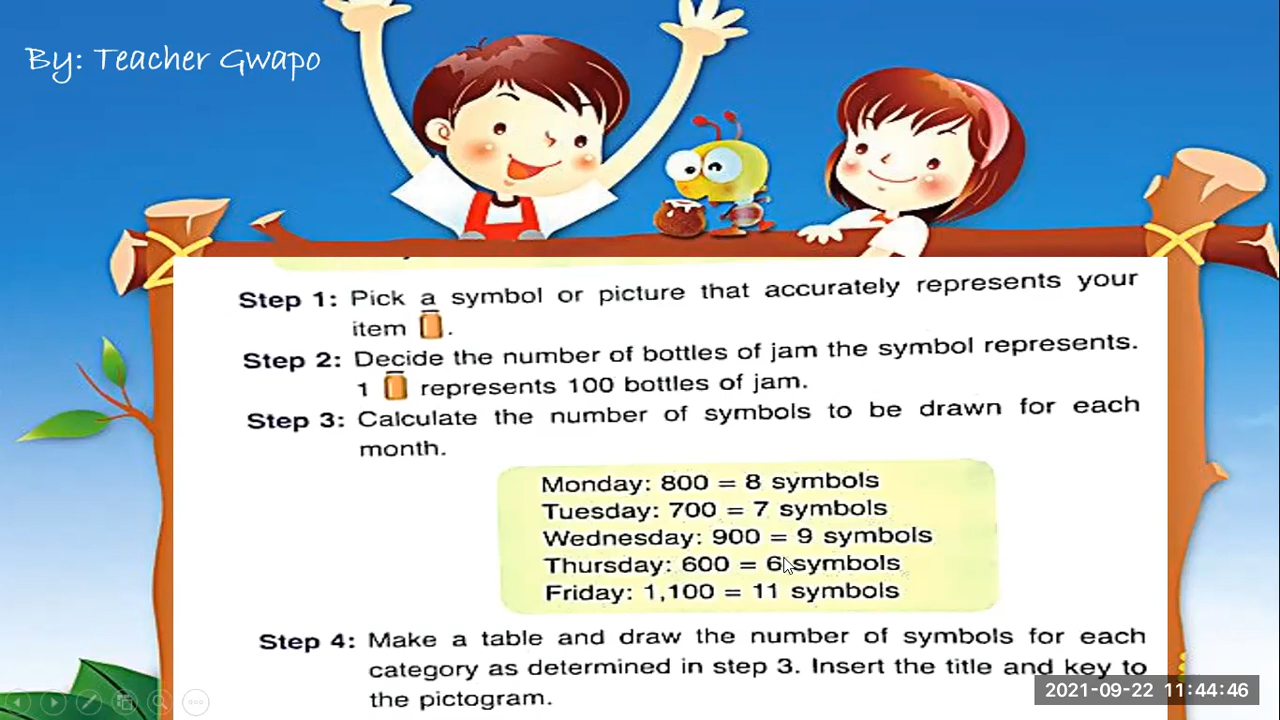 By: Teacher Gwapo
Step 1: Pick a symbol or picture that accurately represents your
item .
Step 2: Decide the number of bottles of jam the symbol represents.
1 represents 100 bottles of jam.
Step 3: Calculate the number of symbols to be drawn for each
month.
Monday: 800 = 8 symbols
Tuesday: 700 = 7 symbols
Wednesday: 900 = 9 symbols
Thursday: 600 = 6 symbols
Friday: 1,100 = 11 symbols
Step 4: Make a table and draw the number of symbols for each
category as determined in step 3. Insert the title and key to
the pictogram.
2021-09-22 11:44:46